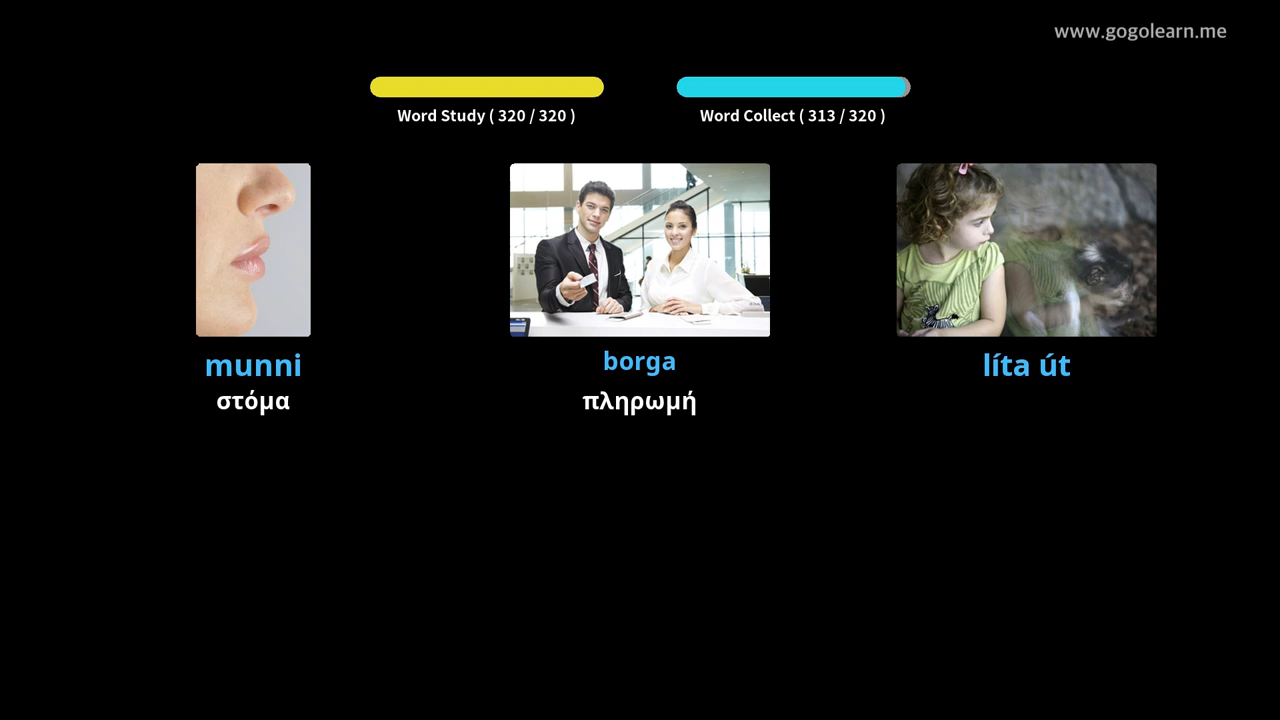 www.gogolearn.me
Word Study ( 320 / 320 )
Word Collect ( 313 / 320 )
munni
στόμα
borga
πληρωμή
líta út